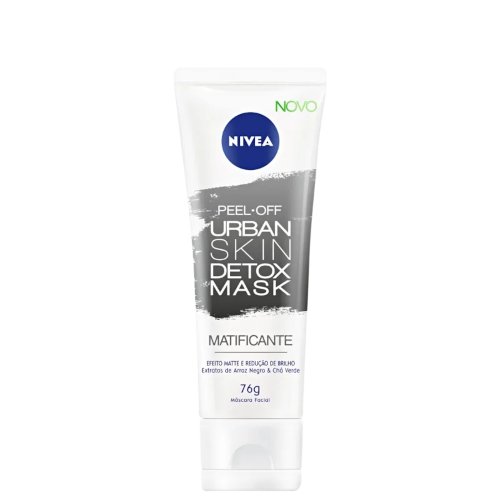 NOVO
NIVEA
PEEL-OFF
URBAN
SKIN
DETOX
MASK
MATIFICANTE
EFEITO MATTE E REDUÇÃO DE BRILHO
Extratos de Arroz Negro & Chá Verde
76g
Máscara Facial